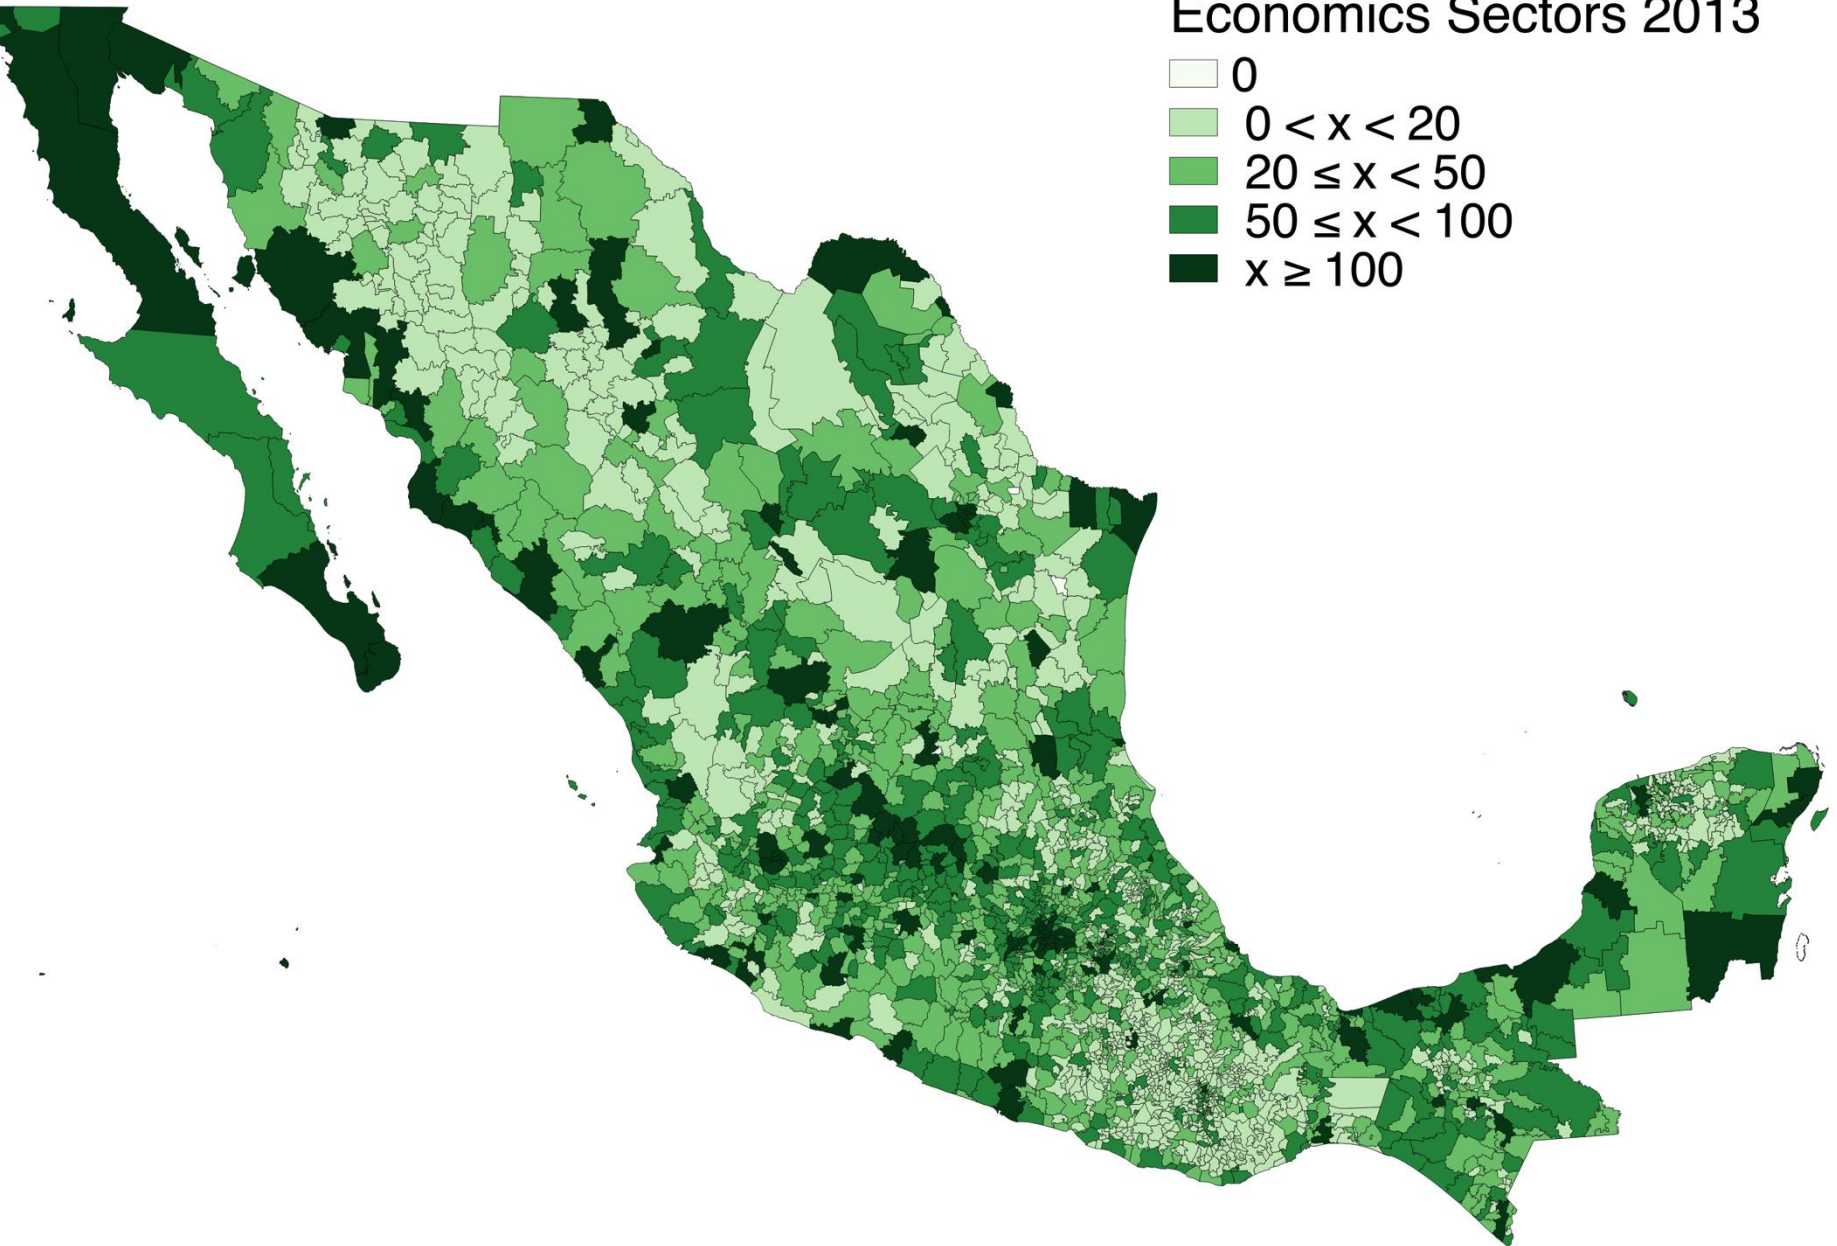 Economics Sectors 2013
0
0 < x < 20
20 ≤ x < 50
50 ≤ x < 100
x ≥ 100